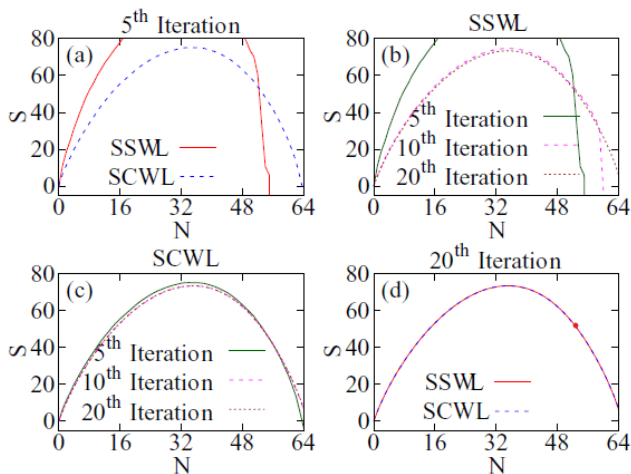 5th Iteration
(a)
S
80
60
40
20
0
SSWL
SCWL
0 16 32 48 64
N
SSWL
(b)
S
80
60
40
20
0
5th Iteration
10th Iteration
20th Iteration
0 16 32 48 64
N
SCWL
(c)
S
80
60
40
20
0
5th Iteration
10th Iteration
20th Iteration
0 16 32 48 64
N
20th Iteration
(d)
S
80
60
40
20
0
SSWL
SCWL
0 16 32 48 64
N